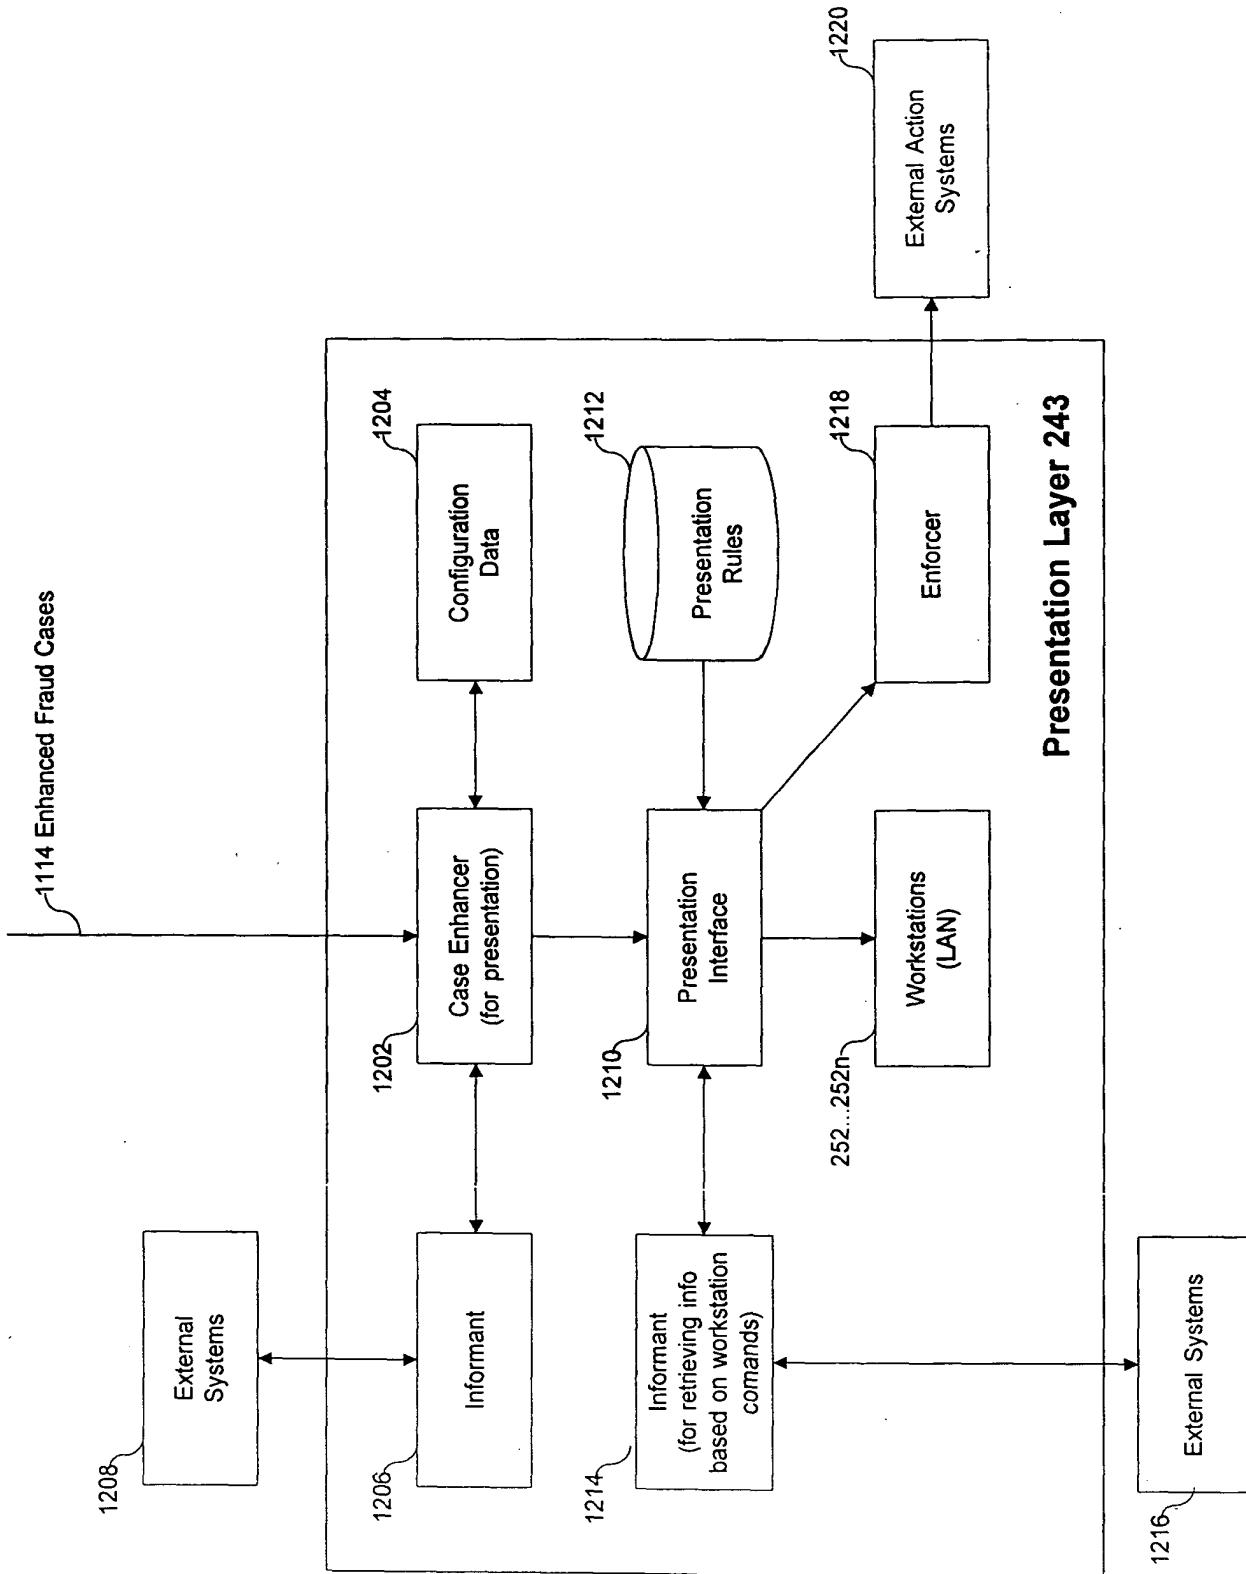 1114 Enhanced Fraud Cases
1208
External
Systems
1206
Informant
1202
Case Enhancer
(for presentation)
1204
Configuration
Data
1214
Informant
(for retrieving info
based on workstation
comands)
1210
Presentation
Interface
1212
Presentation
Rules
252...252n
Workstations
(LAN)
1218
Enforcer
1220
External Action
Systems
Presentation Layer 243
1216
External Systems